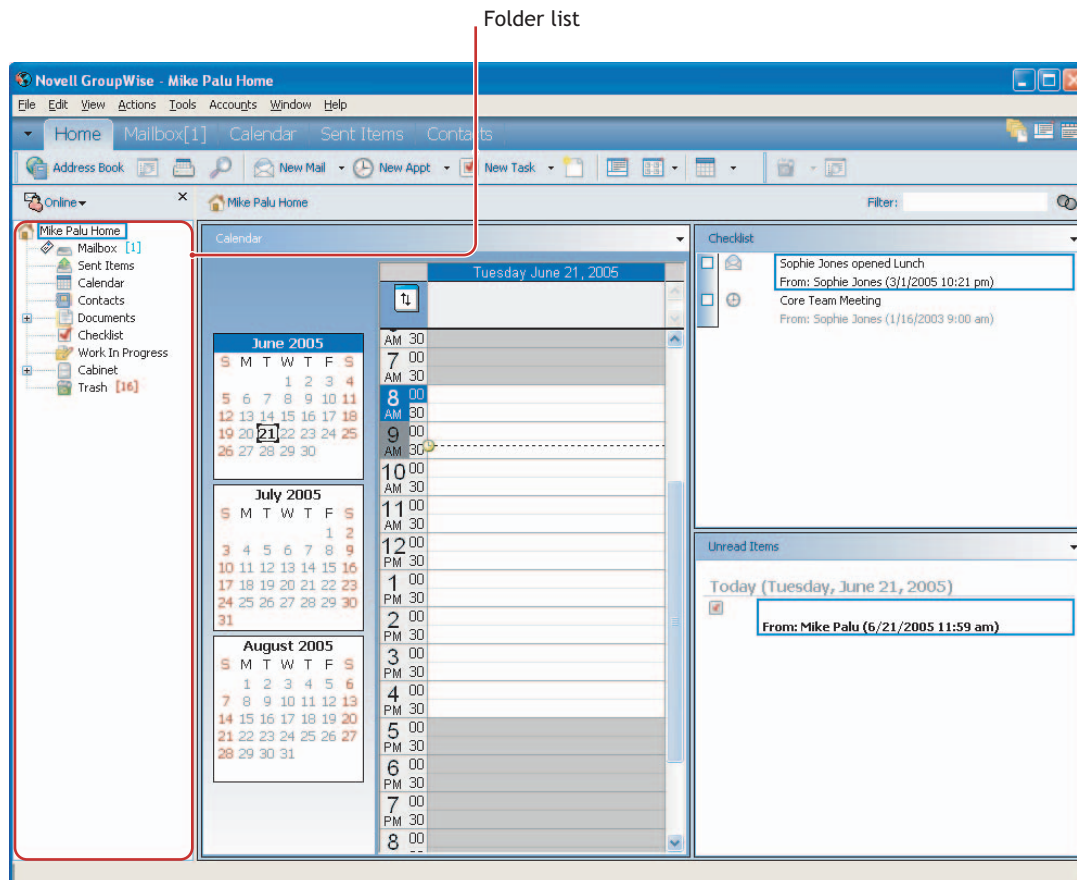 Folder list
Novell GroupWise - Mike Palu Home
File Edit View Actions Tools Accounts Window Help
Home Mailbox[1] Calendar Sent Items Contacts
Address Book New Mail New Appt New Task
Online Mike Palu Home Filter:
Mike Palu Home
Mailbox [1]
Sent Items
Calendar
Contacts
Documents
Checklist
Work In Progress
Cabinet
Trash [16]
Calendar
Tuesday June 21, 2005
June 2005
S M T W T F S
1 2 3 4
5 6 7 8 9 10 11
12 13 14 15 16 17 18
19 20 21 22 23 24 25
26 27 28 29 30
July 2005
S M T W T F S
1 2
3 4 5 6 7 8 9
10 11 12 13 14 15 16
17 18 19 20 21 22 23
24 25 26 27 28 29 30
31
August 2005
S M T W T F S
1 2 3 4 5 6
7 8 9 10 11 12 13
14 15 16 17 18 19 20
21 22 23 24 25 26 27
28 29 30 31
AM 30
7 00
AM 30
8 00
AM 30
9 00
AM 30
10 00
AM 30
11 00
AM 30
12 00
PM 30
1 00
PM 30
2 00
PM 30
3 00
PM 30
4 00
PM 30
5 00
PM 30
6 00
PM 30
7 00
PM 30
8 00
Checklist
Sophie Jones opened Lunch
From: Sophie Jones (3/1/2005 10:21 pm)
Core Team Meeting
From: Sophie Jones (1/16/2003 9:00 am)
Unread Items
Today (Tuesday, June 21, 2005)
From: Mike Palu (6/21/2005 11:59 am)